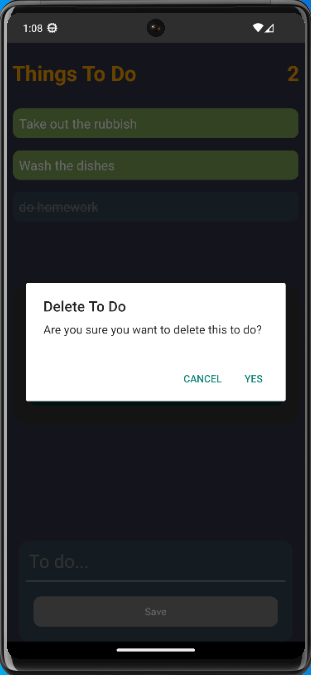 1:08
Things To Do 2
Take out the rubbish
Wash the dishes
do homework
Delete To Do
Are you sure you want to delete this to do?
CANCEL YES
To do...
Save